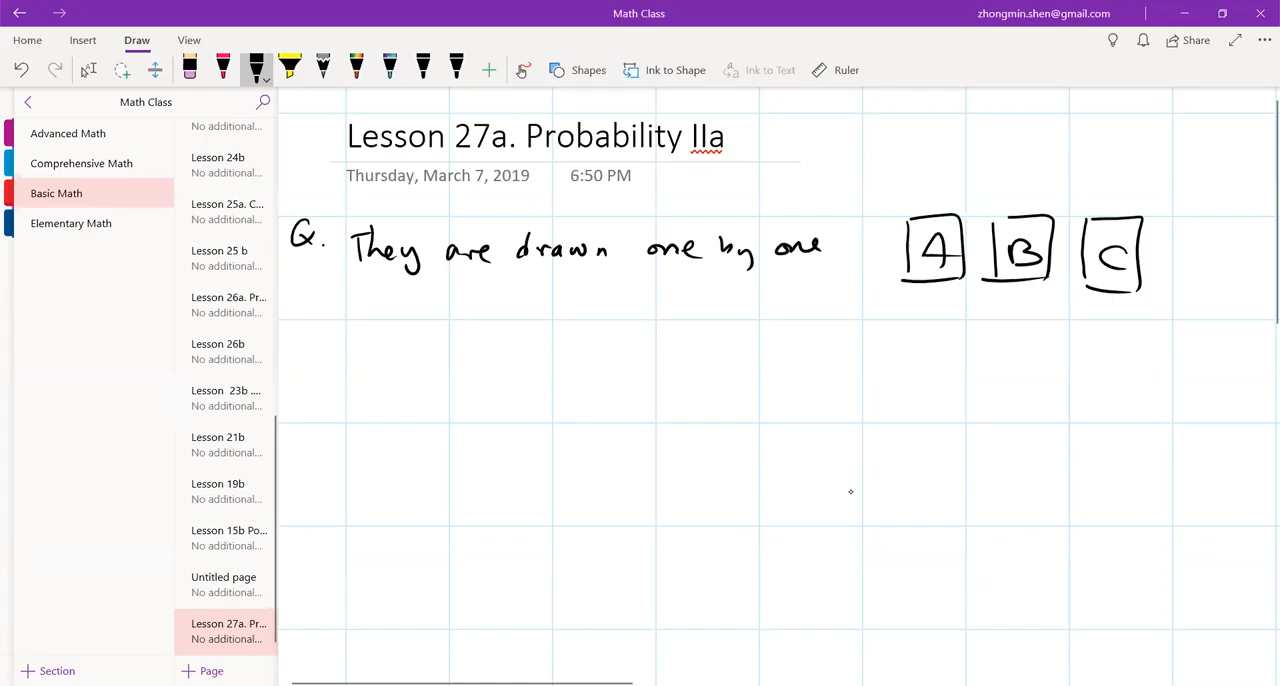 Math Class
zhongmin.shen@gmail.com
Home Insert Draw View
Share
Shapes Ink to Shape Ink to Text Ruler
Math Class
Advanced Math
Comprehensive Math
Basic Math
Elementary Math
No additional...
Lesson 24b
No additional...
Lesson 25a. C...
No additional...
Lesson 25 b
No additional...
Lesson 26a. Pr...
No additional...
Lesson 26b
No additional...
Lesson 23b ....
No additional...
Lesson 21b
No additional...
Lesson 19b
No additional...
Lesson 15b Po...
No additional...
Untitled page
No additional...
Lesson 27a. Pr...
No additional...
Section
Page
Lesson 27a. Probability IIa
Thursday, March 7, 2019 6:50 PM
Q. They are drawn one by one A B C